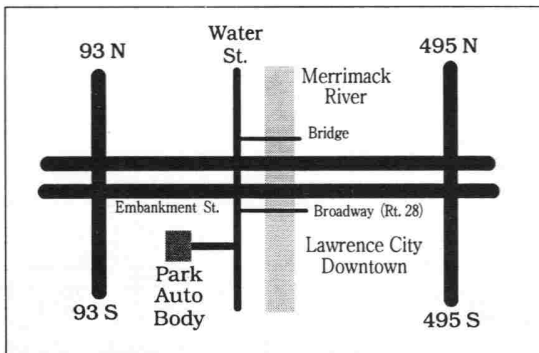 Water
St.
93 N
495 N
Merrimack
River
Bridge
Embankment St.
Broadway (Rt. 28)
Lawrence City
Downtown
Park
Auto
Body
93 S
495 S